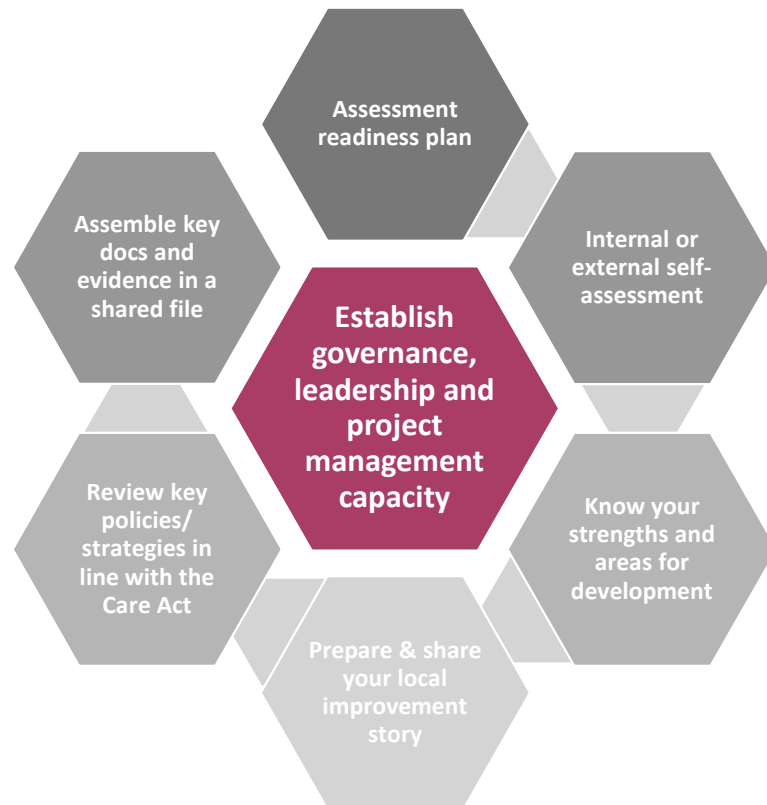 Assessment
readiness plan
Internal or
external self-
assessment
Know your
strengths and
areas for
development
Prepare & share
your local
improvement
story
Review key
policies/
strategies in
line with the
Care Act
Assemble key
docs and
evidence in a
shared file
Establish
governance,
leadership and
project
management
capacity